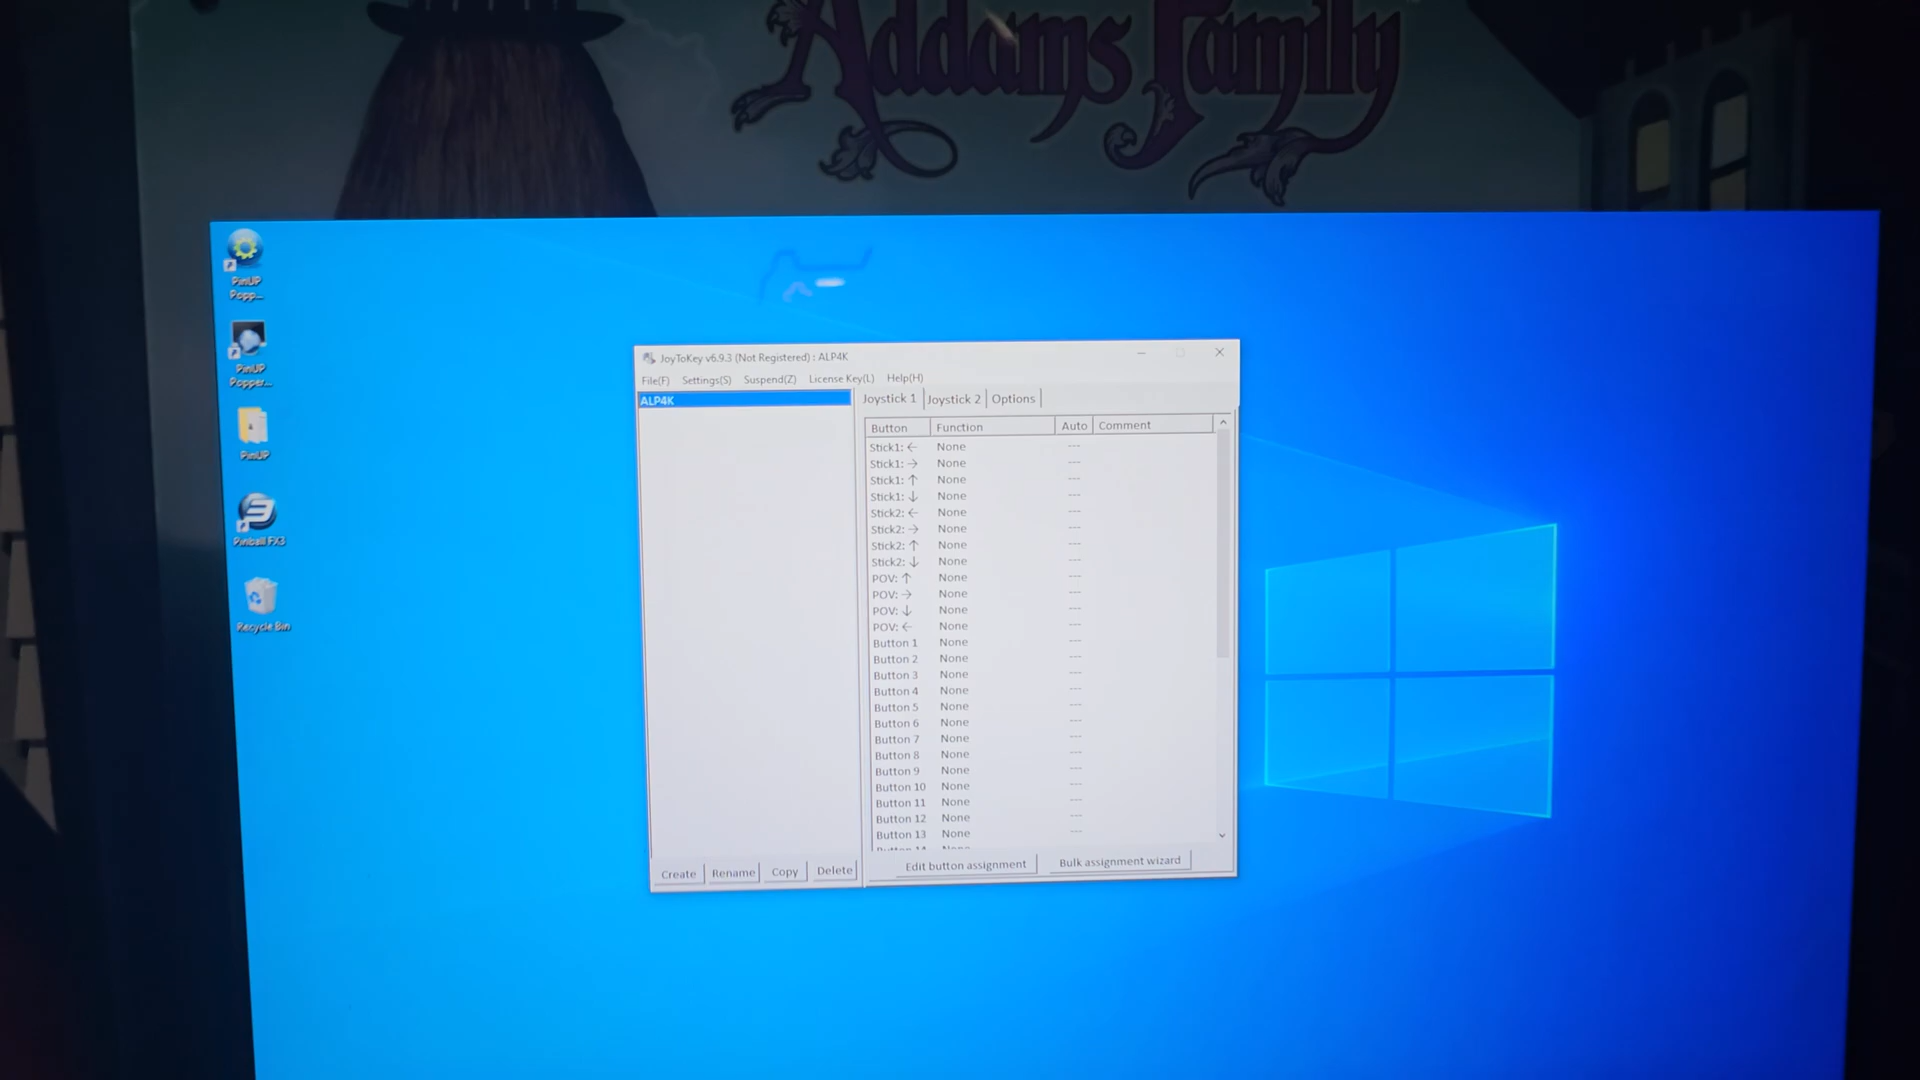 Addams Family
PinUP
Popp...
PinUP
Popper...
PinUP
Pinball FX3
Recycle Bin
JoyToKey v6.9.3 (Not Registered) : ALP4K
File(F) Settings(S) Suspend(Z) License Key(L) Help(H)
ALP4K
Joystick 1 Joystick 2 Options
Button Function Auto Comment
Stick1: ← None ---
Stick1: → None ---
Stick1: ↑ None ---
Stick1: ↓ None ---
Stick2: ← None ---
Stick2: → None ---
Stick2: ↑ None ---
Stick2: ↓ None ---
POV: ↑ None ---
POV: → None ---
POV: ↓ None ---
POV: ← None ---
Button 1 None ---
Button 2 None ---
Button 3 None ---
Button 4 None ---
Button 5 None ---
Button 6 None ---
Button 7 None ---
Button 8 None ---
Button 9 None ---
Button 10 None ---
Button 11 None ---
Button 12 None ---
Button 13 None ---
Create Rename Copy Delete
Edit button assignment Bulk assignment wizard